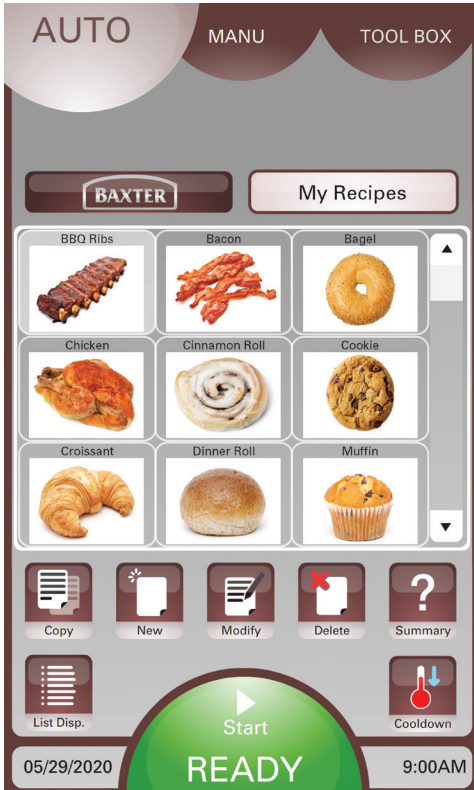 AUTO MANU TOOL BOX
BAXTER My Recipes
BBQ Ribs Bacon Bagel
Chicken Cinnamon Roll Cookie
Croissant Dinner Roll Muffin
Copy New Modify Delete Summary
List Disp. Start Cooldown
05/29/2020 READY 9:00AM